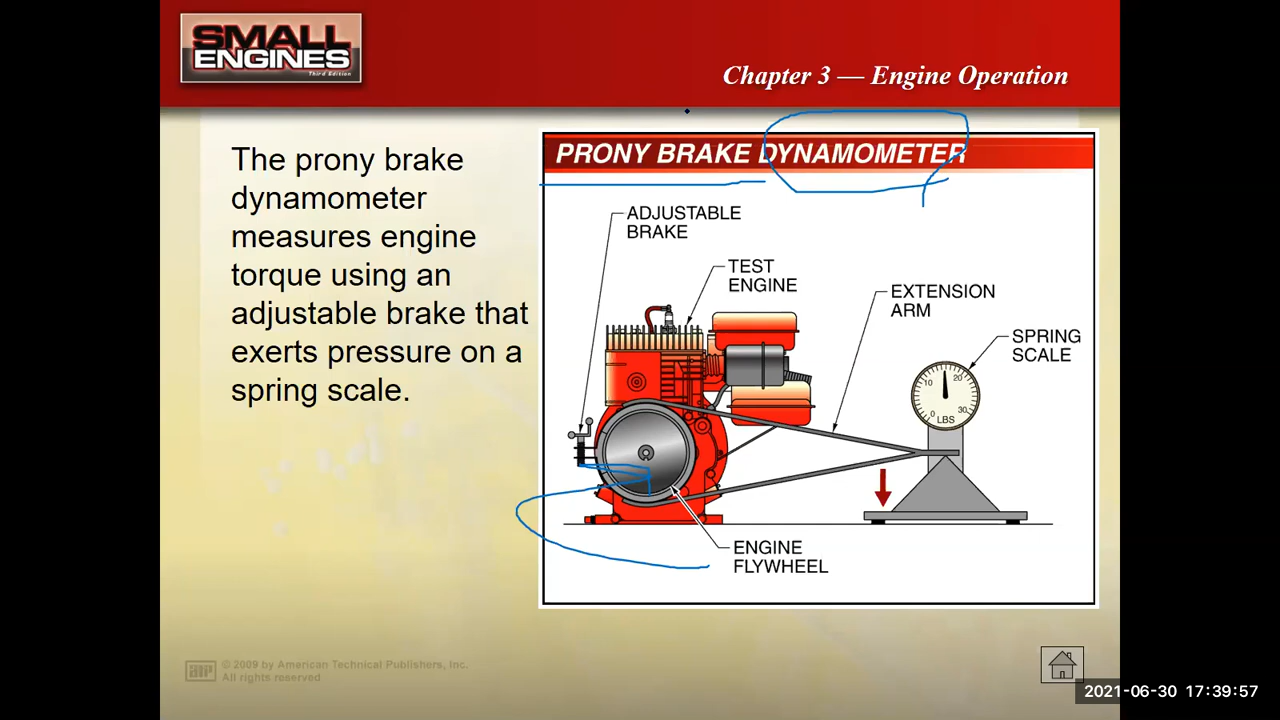 SMALL
ENGINES
Third Edition
Chapter 3 — Engine Operation
The prony brake
dynamometer
measures engine
torque using an
adjustable brake that
exerts pressure on a
spring scale.
PRONY BRAKE DYNAMOMETER
ADJUSTABLE
BRAKE
TEST
ENGINE
EXTENSION
ARM
SPRING
SCALE
10
20
0
30
LBS
ENGINE
FLYWHEEL
atp
© 2009 by American Technical Publishers, Inc.
All rights reserved
2021-06-30 17:39:57